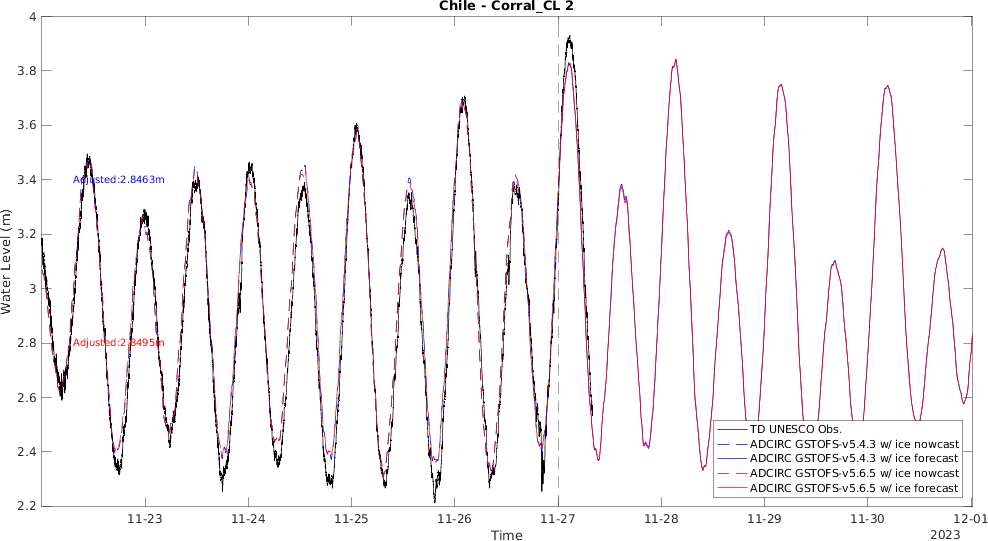 Chile - Corral_CL 2
Water Level (m)
4
3.8
3.6
3.4
3.2
3
2.8
2.6
2.4
2.2
Adjusted:2.8463m
Adjusted:2.8495m
TD UNESCO Obs.
ADCIRC GSTOFS-v5.4.3 w/ ice nowcast
ADCIRC GSTOFS-v5.4.3 w/ ice forecast
ADCIRC GSTOFS-v5.6.5 w/ ice nowcast
ADCIRC GSTOFS-v5.6.5 w/ ice forecast
11-23 11-24 11-25 11-26 11-27 11-28 11-29 11-30 12-01
Time
2023